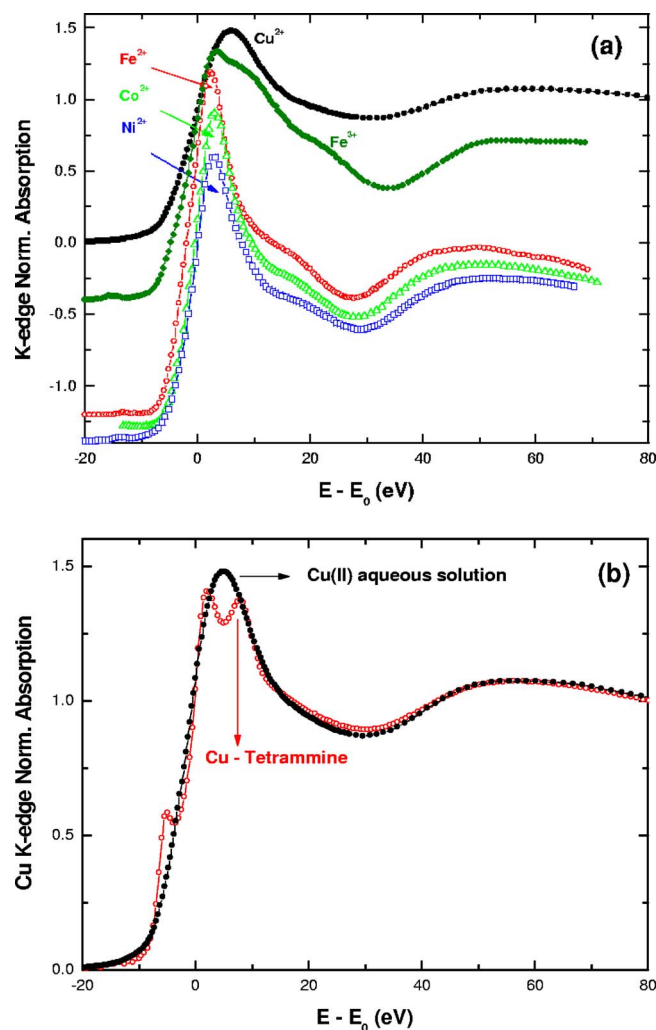 (a)
1.5
1.0
0.5
0.0
-0.5
-1.0
K-edge Norm. Absorption
Cu²⁺
Fe²⁺
Co²⁺
Ni²⁺
Fe³⁺
-20 0 20 40 60 80
E - E₀ (eV)
(b)
1.5
1.0
0.5
0.0
Cu K-edge Norm. Absorption
Cu(II) aqueous solution
Cu - Tetrammine
-20 0 20 40 60 80
E - E₀ (eV)